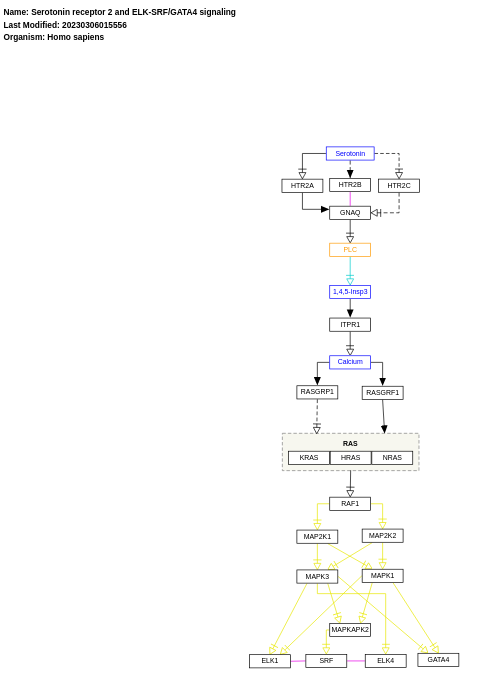 Name: Serotonin receptor 2 and ELK-SRF/GATA4 signaling
Last Modified: 20230306015556
Organism: Homo sapiens
Serotonin
HTR2A HTR2B HTR2C
GNAQ
PLC
1,4,5-Insp3
ITPR1
Calcium
RASGRP1 RASGRF1
RAS
KRAS HRAS NRAS
RAF1
MAP2K1 MAP2K2
MAPK3 MAPK1
MAPKAPK2
ELK1 SRF ELK4 GATA4